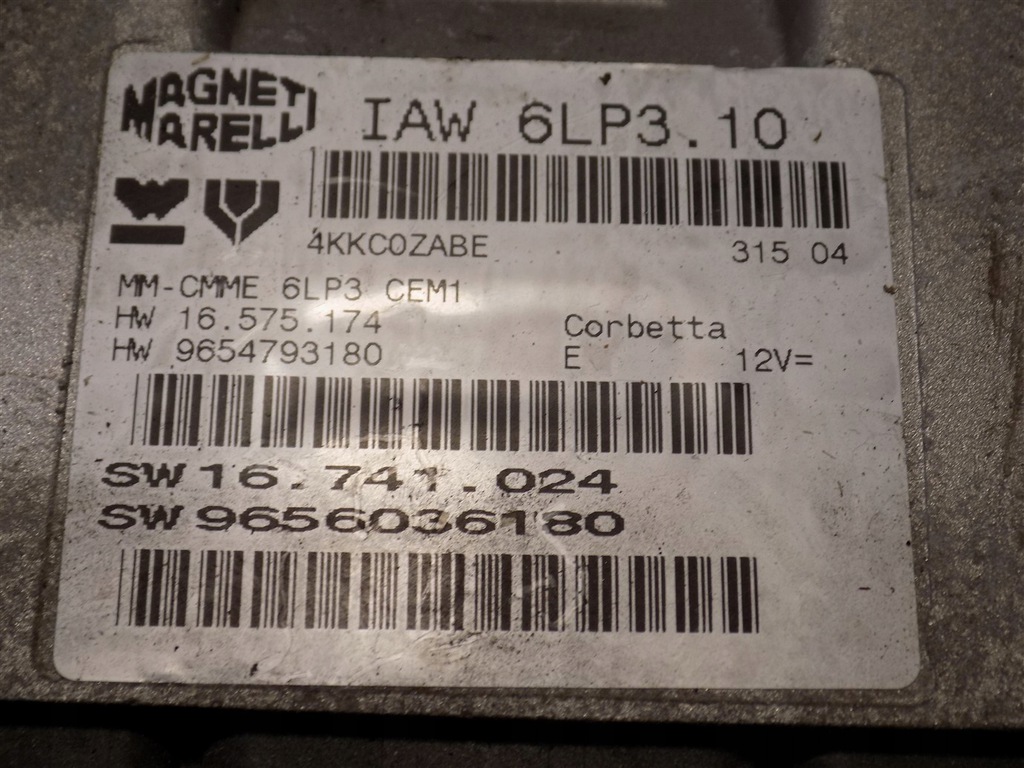 MAGNETI
MARELLI
IAW 6LP3.10
4KKC0ZABE 315 04
MM-CMME 6LP3 CEM1
HW 16.575.174 Corbetta
HW 9654793180 E 12V=
SW 16.741.024
SW 9656036180